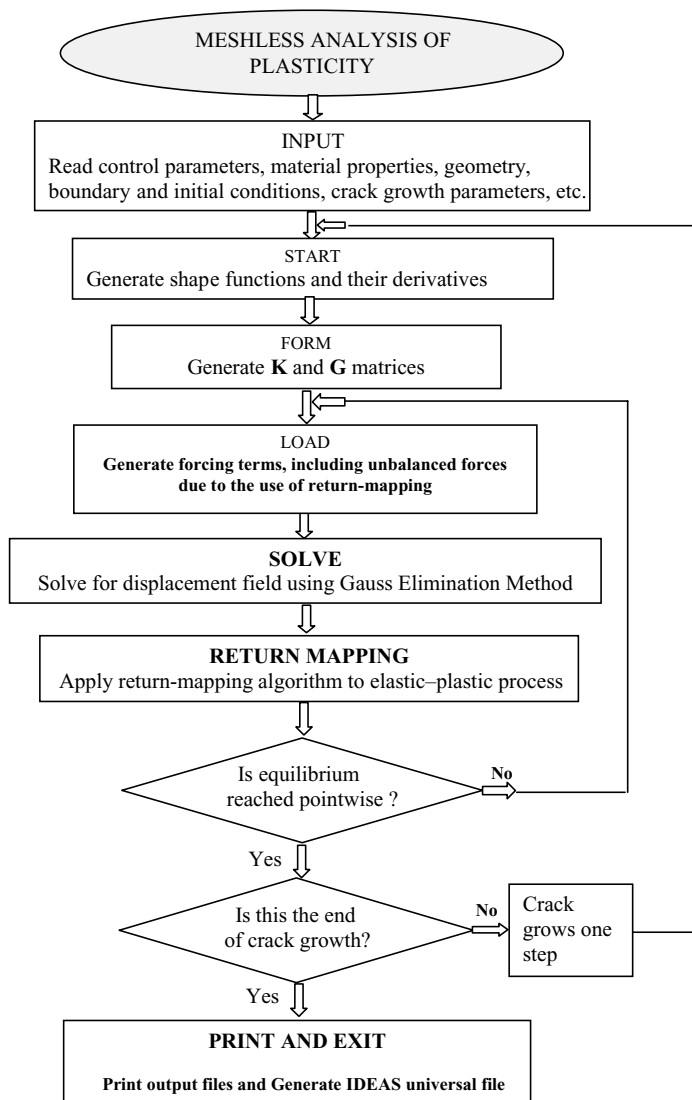 MESHLESS ANALYSIS OF
PLASTICITY
INPUT
Read control parameters, material properties, geometry,
boundary and initial conditions, crack growth parameters, etc.
START
Generate shape functions and their derivatives
FORM
Generate K and G matrices
LOAD
Generate forcing terms, including unbalanced forces
due to the use of return-mapping
SOLVE
Solve for displacement field using Gauss Elimination Method
RETURN MAPPING
Apply return-mapping algorithm to elastic–plastic process
Is equilibrium
reached pointwise ?
No
Yes
Is this the end
of crack growth?
No
Crack
grows one
step
Yes
PRINT AND EXIT
Print output files and Generate IDEAS universal file